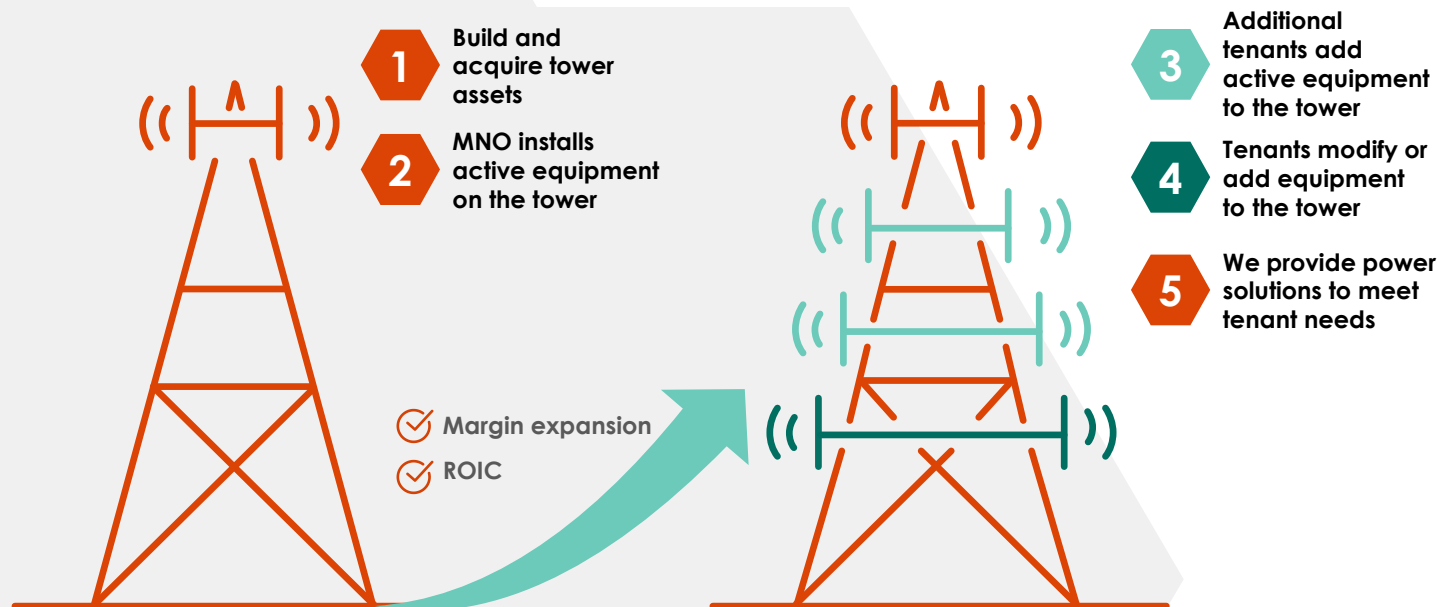 1
Build and
acquire tower
assets
2
MNO installs
active equipment
on the tower
Margin expansion
ROIC
3
Additional
tenants add
active equipment
to the tower
4
Tenants modify or
add equipment
to the tower
5
We provide power
solutions to meet
tenant needs